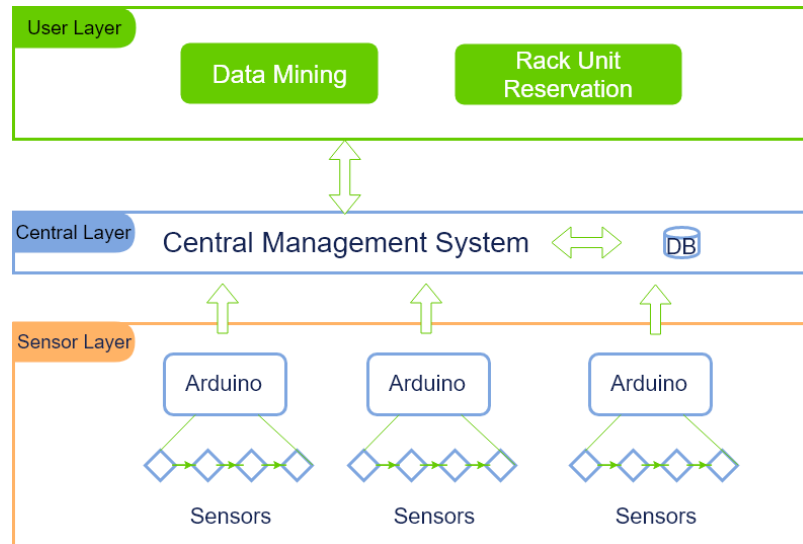 User Layer
Data Mining
Rack Unit
Reservation
Central Layer
Central Management System
DB
Sensor Layer
Arduino
Arduino
Arduino
Sensors
Sensors
Sensors